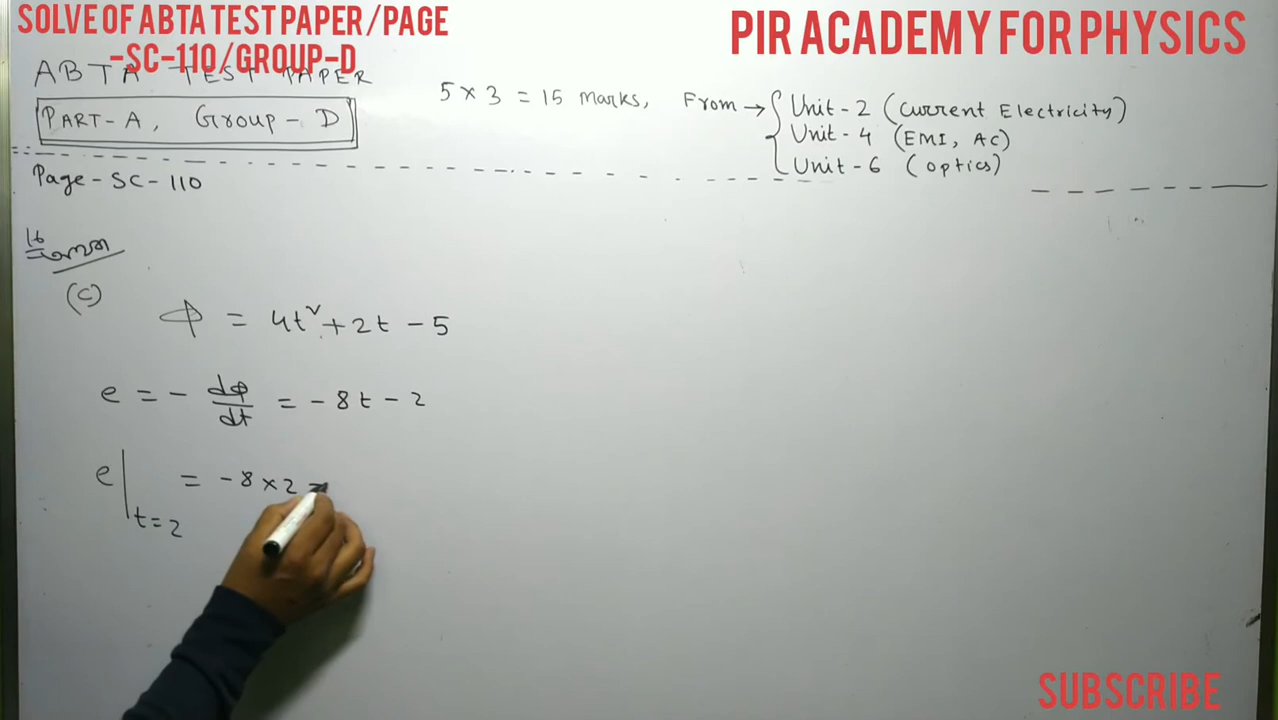 SOLVE OF ABTA TEST PAPER/PAGE
-SC-110/GROUP-D
PIR ACADEMY FOR PHYSICS
ABTA TEST PAPER
PART-A, Group-D
5 × 3 = 15 marks, From → { Unit-2 (Current Electricity)
Unit-4 (EMI, AC)
Unit-6 (optics)
Page-SC-110
16
(c)
Φ = 4t² + 2t - 5
e = - dφ/dt = - 8t - 2
e|t=2 = -8×2 -
SUBSCRIBE